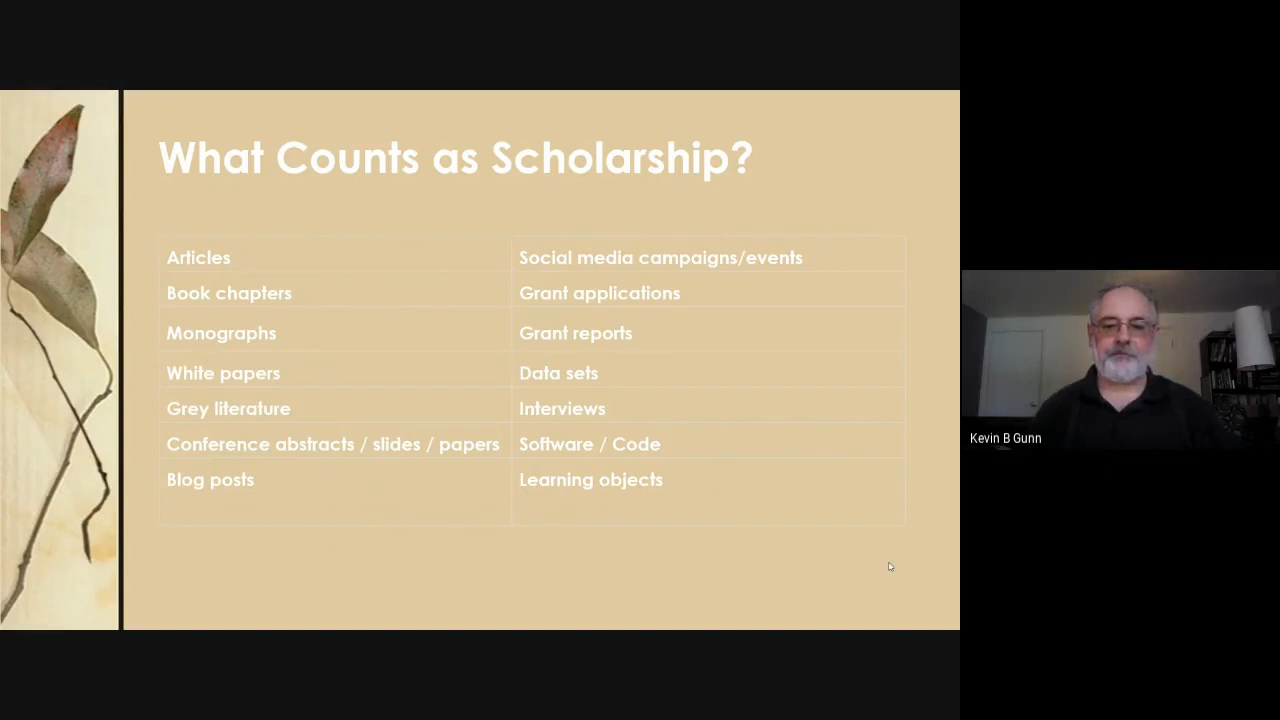 What Counts as Scholarship?
Articles
Social media campaigns/events
Book chapters
Grant applications
Monographs
Grant reports
White papers
Data sets
Grey literature
Interviews
Conference abstracts / slides / papers
Software / Code
Blog posts
Learning objects
Kevin B Gunn